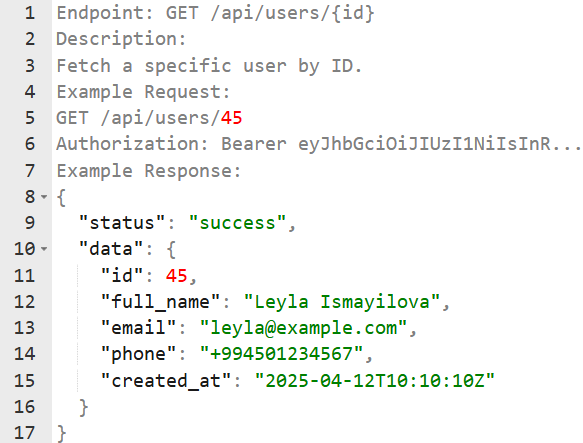 1 Endpoint: GET /api/users/{id}
2 Description:
3 Fetch a specific user by ID.
4 Example Request:
5 GET /api/users/45
6 Authorization: Bearer eyJhbGciOiJIUzI1NiIsInR...
7 Example Response:
8 {
9   "status": "success",
10   "data": {
11     "id": 45,
12     "full_name": "Leyla Ismayilova",
13     "email": "leyla@example.com",
14     "phone": "+994501234567",
15     "created_at": "2025-04-12T10:10:10Z"
16   }
17 }